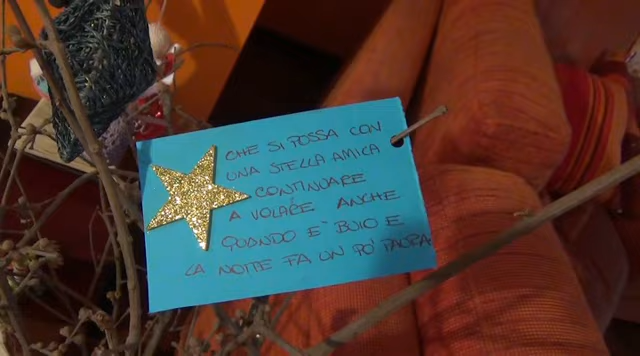 CHE SI POSSA CON
UNA STELLA AMICA
CONTINUARE
A VOLARE ANCHE
QUANDO E' BUIO E
LA NOTTE FA UN PO' PAURA